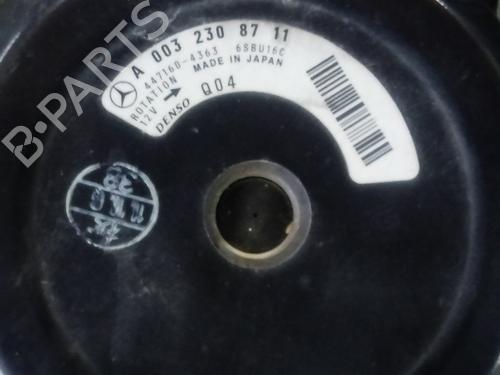 A 003 230 87 11
447160-4363 6SBU16C
ROTATION MADE IN JAPAN
12V DENSO Q04
B-PARTS